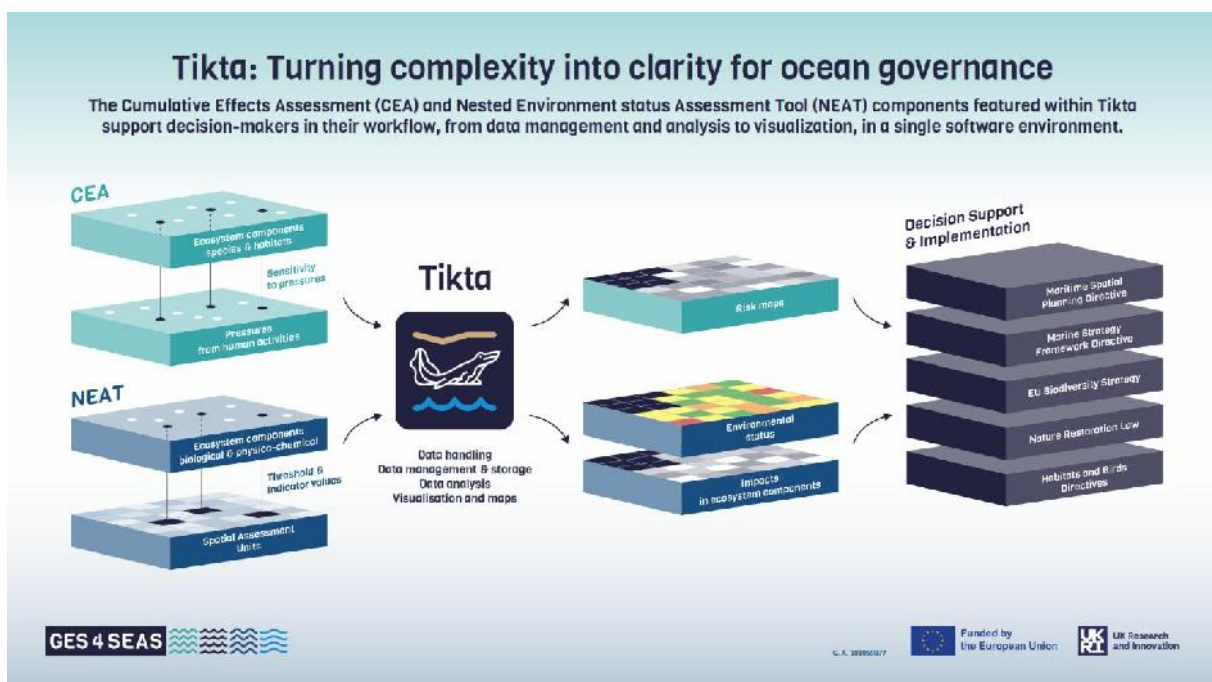 Tikta: Turning complexity into clarity for ocean governance
The Cumulative Effects Assessment (CEA) and Nested Environment status Assessment Tool (NEAT) components featured within Tikta
support decision-makers in their workflow, from data management and analysis to visualization, in a single software environment.
CEA
Ecosystem components
species & habitats
Sensitivity
to pressures
Pressures
from human activities
NEAT
Ecosystem components
biological & physico-chemical
Threshold &
indicator values
Spatial Assessment
Units
Tikta
Data handling
Data management & storage
Data analysis
Visualisation and maps
Risk maps
Environmental
status
Impacts
in ecosystem components
Decision Support
& Implementation
Maritime Spatial
Planning Directive
Marine Strategy
Framework Directive
EU Biodiversity Strategy
Nature Restoration Law
Habitats and Birds
Directives
GES4SEAS
G.A.
Funded by
the European Union
UKRI
UK Research
and Innovation